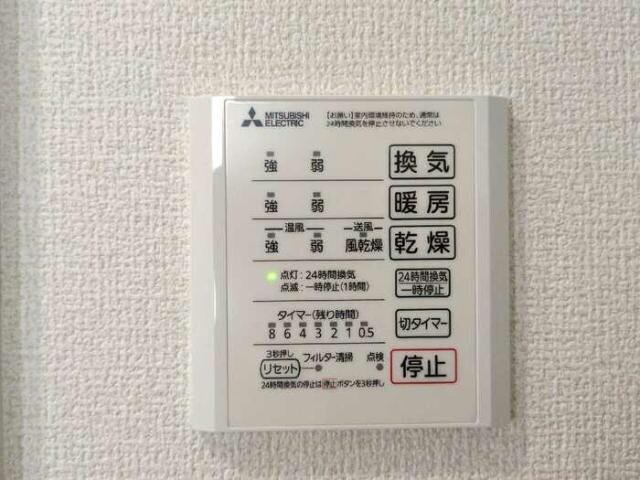 MITSUBISHI
ELECTRIC
【お願い】室内環境維持のため、通常は
24時間換気を停止させないでください
強 弱 換気
強 弱 暖房
温風 送風
強 弱 風乾燥 乾燥
点灯：24時間換気
点滅：一時停止(1時間)
24時間換気
一時停止
タイマー(残り時間)
8 6 4 3 2 1 0.5
切タイマー
3秒押し
リセット フィルター清掃 点検
停止
24時間換気の停止は停止ボタンを3秒押し